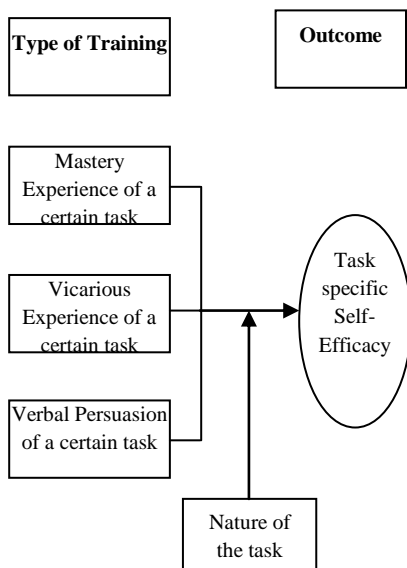 Type of Training
Outcome
Mastery
Experience of a
certain task
Vicarious
Experience of a
certain task
Verbal Persuasion
of a certain task
Task
specific
Self-
Efficacy
Nature of
the task